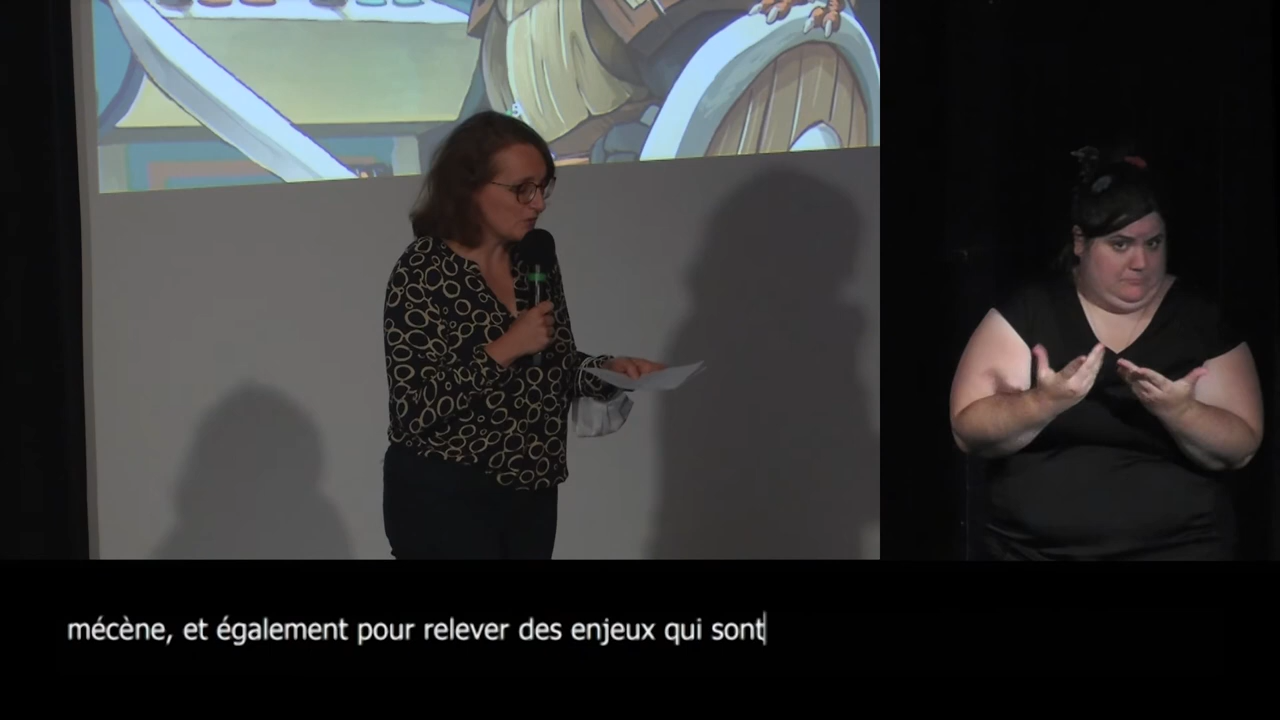 mécène, et également pour relever des enjeux qui sont